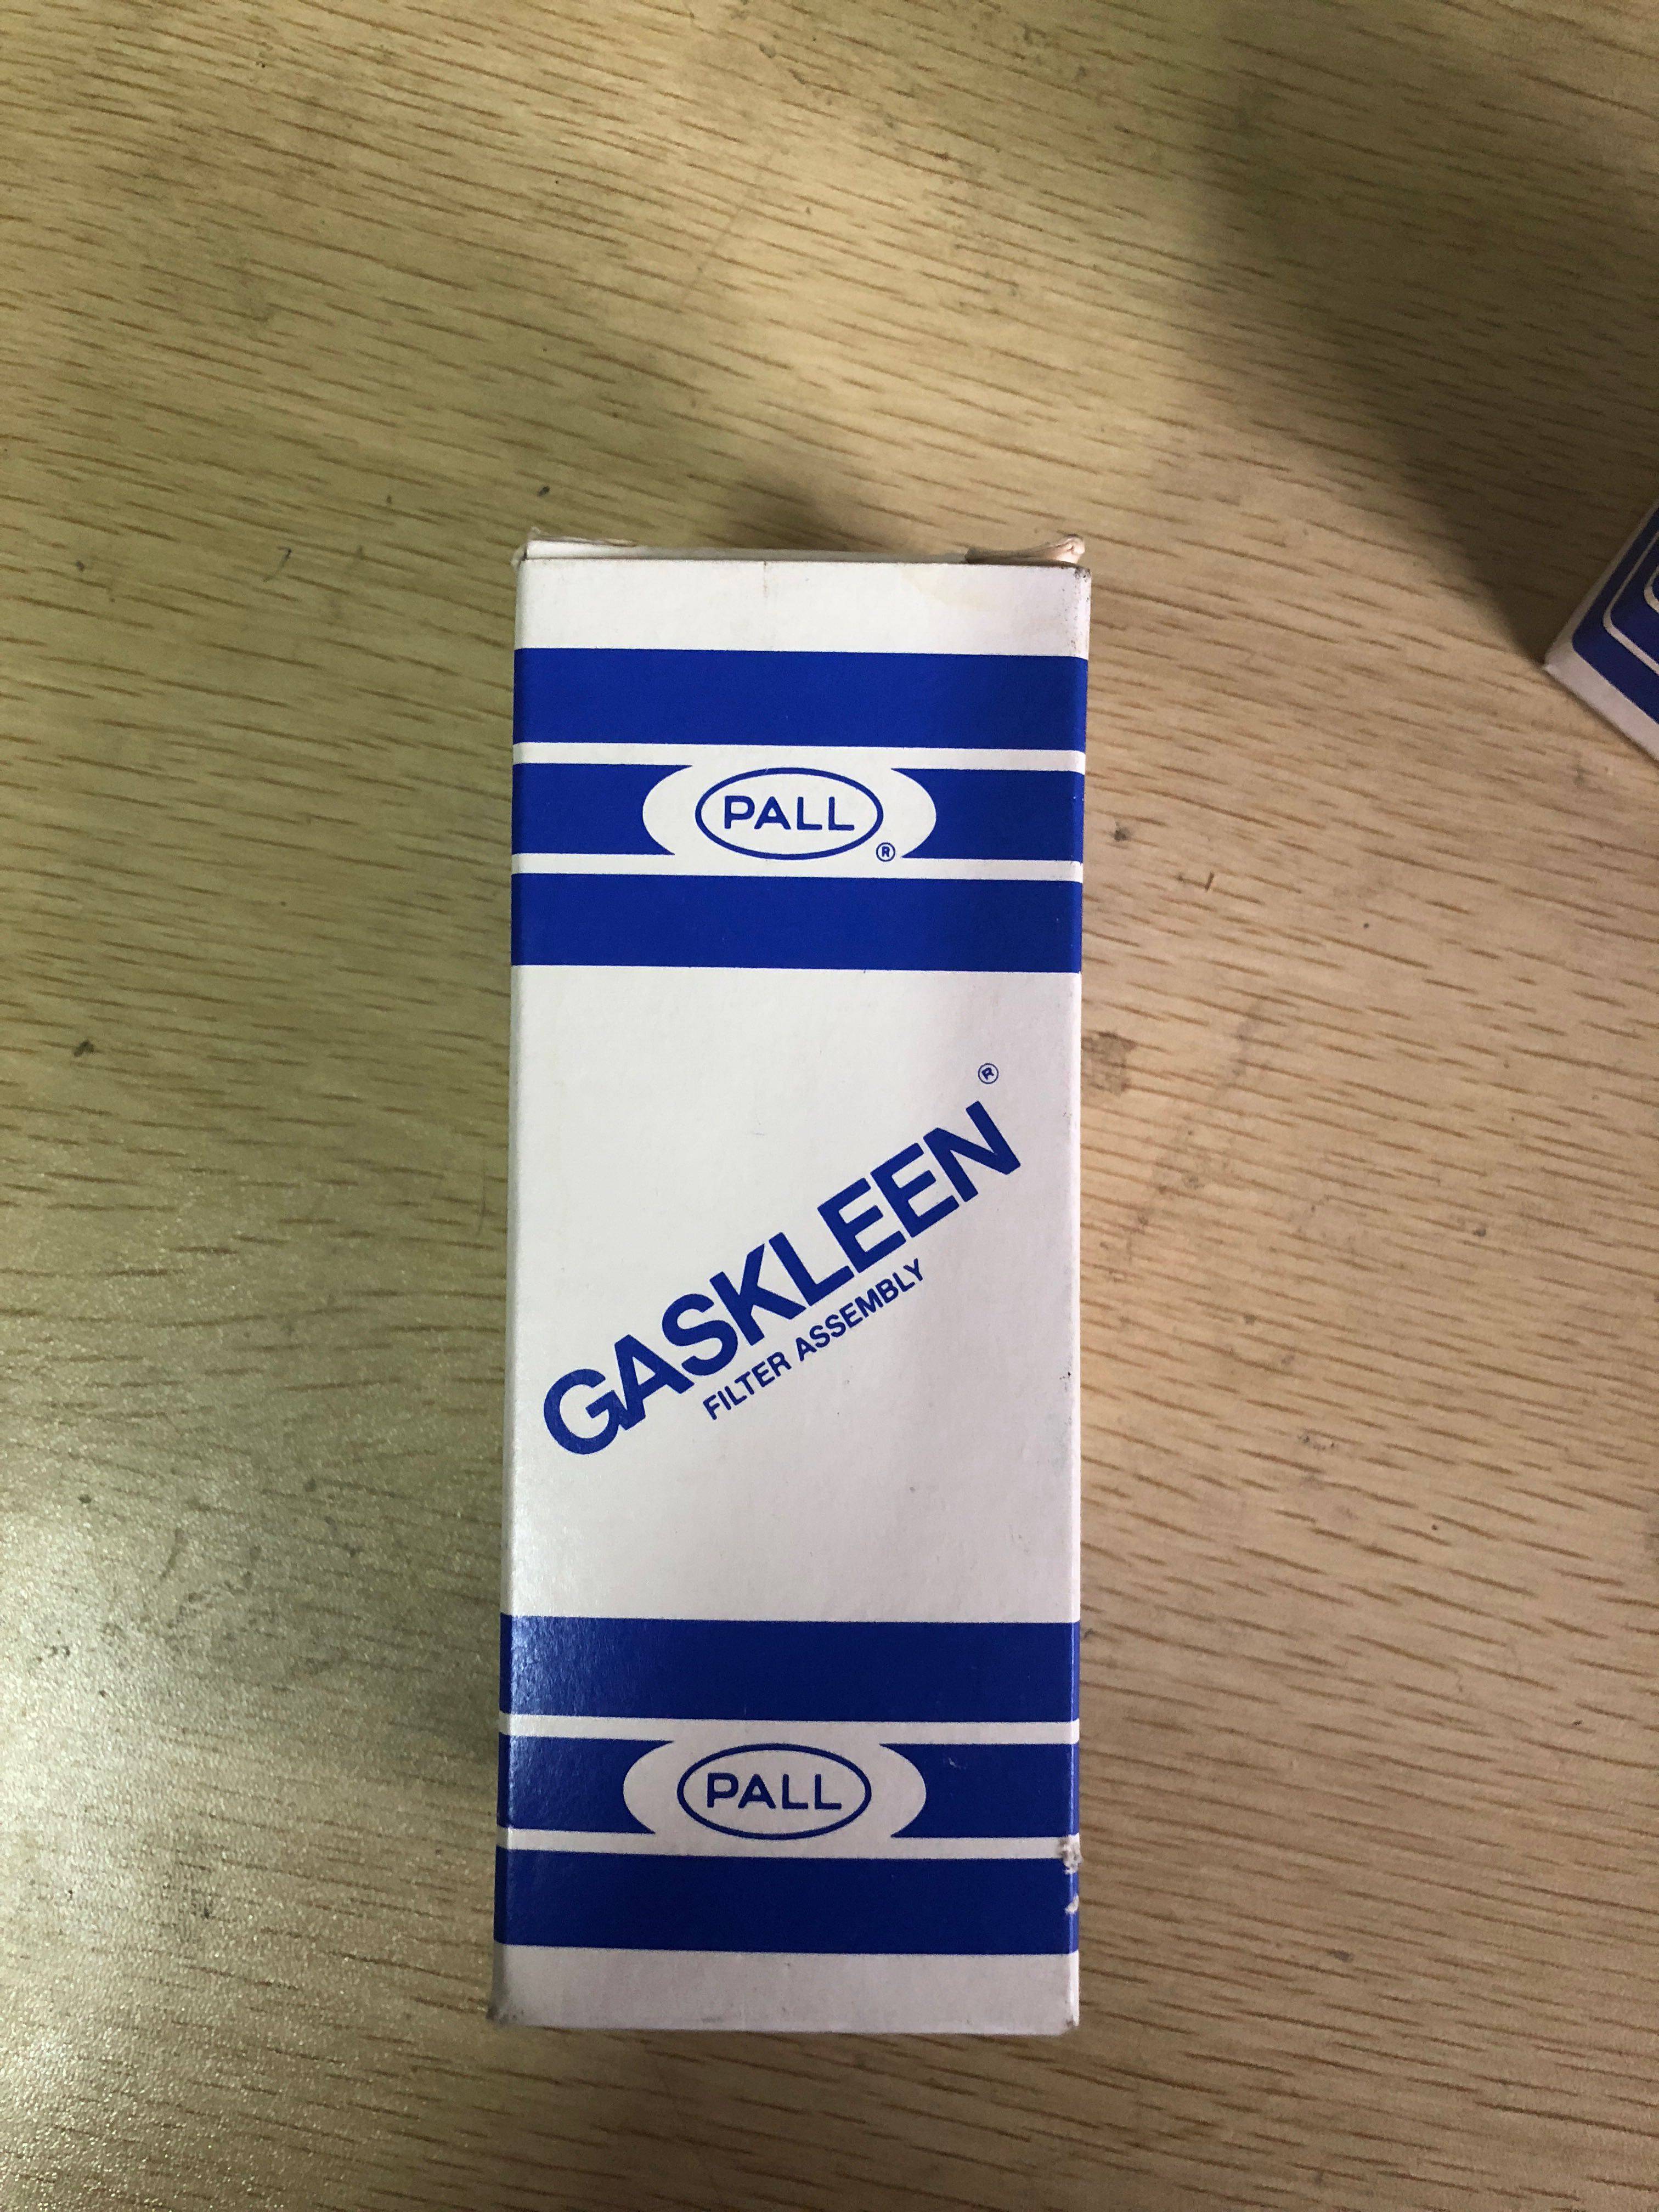 PALL
®
GASKLEEN®
FILTER ASSEMBLY
PALL